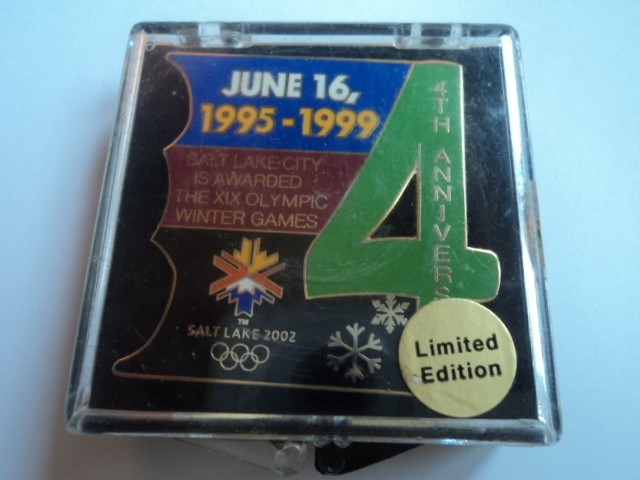 JUNE 16,
1995-1999
SALT LAKE CITY
IS AWARDED
THE XIX OLYMPIC
WINTER GAMES
4
4TH ANNIVERS
TM
SALT LAKE 2002
Limited
Edition